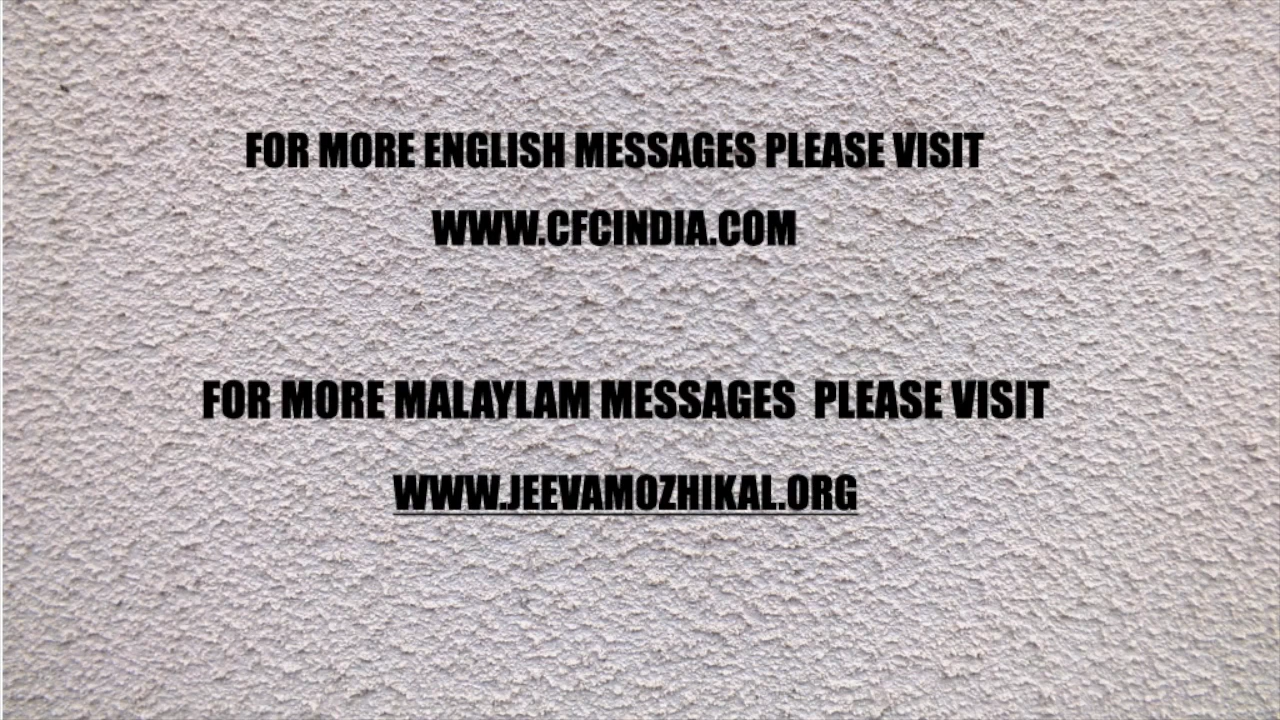 FOR MORE ENGLISH MESSAGES PLEASE VISIT
WWW.CFCINDIA.COM
FOR MORE MALAYLAM MESSAGES PLEASE VISIT
WWW.JEEVAMOZHIKAL.ORG